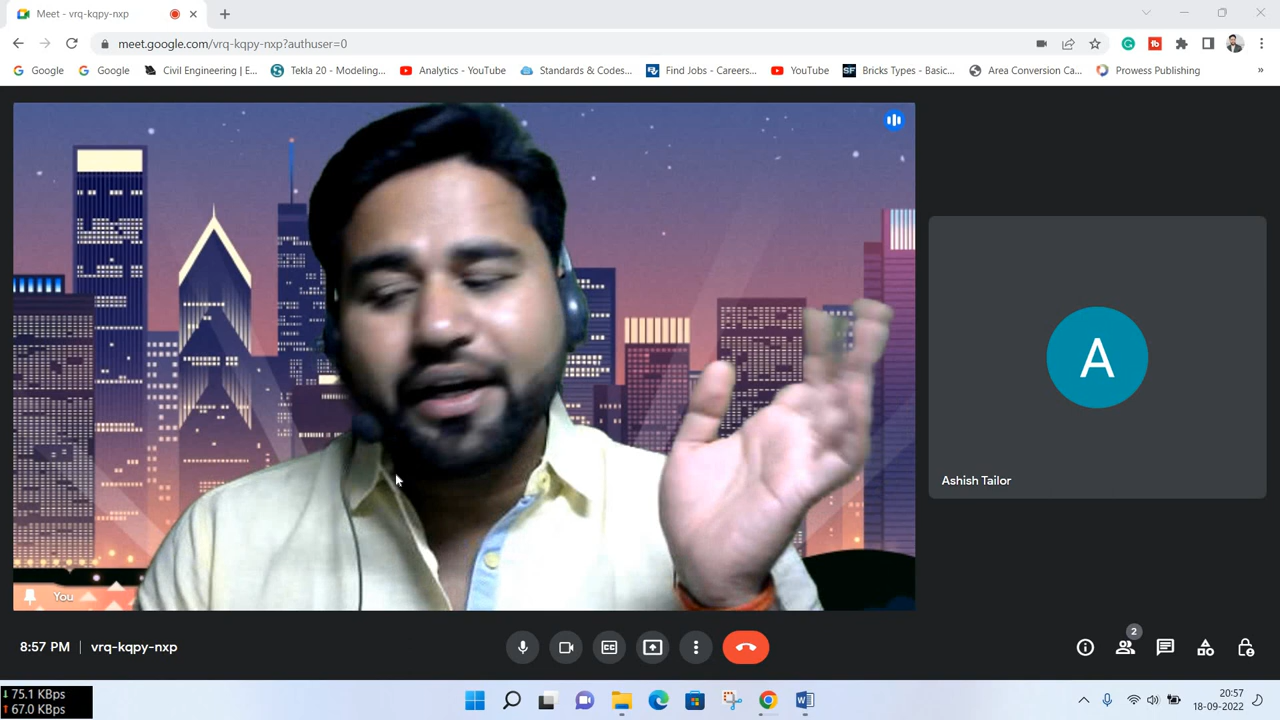 Meet - vrq-kqpy-nxp
meet.google.com/vrq-kqpy-nxp?authuser=0
Google
Google
Civil Engineering | E...
Tekla 20 - Modeling...
Analytics - YouTube
Standards & Codes...
Find Jobs - Careers...
YouTube
SF
Bricks Types - Basic...
Area Conversion Ca...
Prowess Publishing
»
A
Ashish Tailor
You
8:57 PM | vrq-kqpy-nxp
CC
2
↓ 75.1 KBps
↑ 67.0 KBps
20:57
18-09-2022